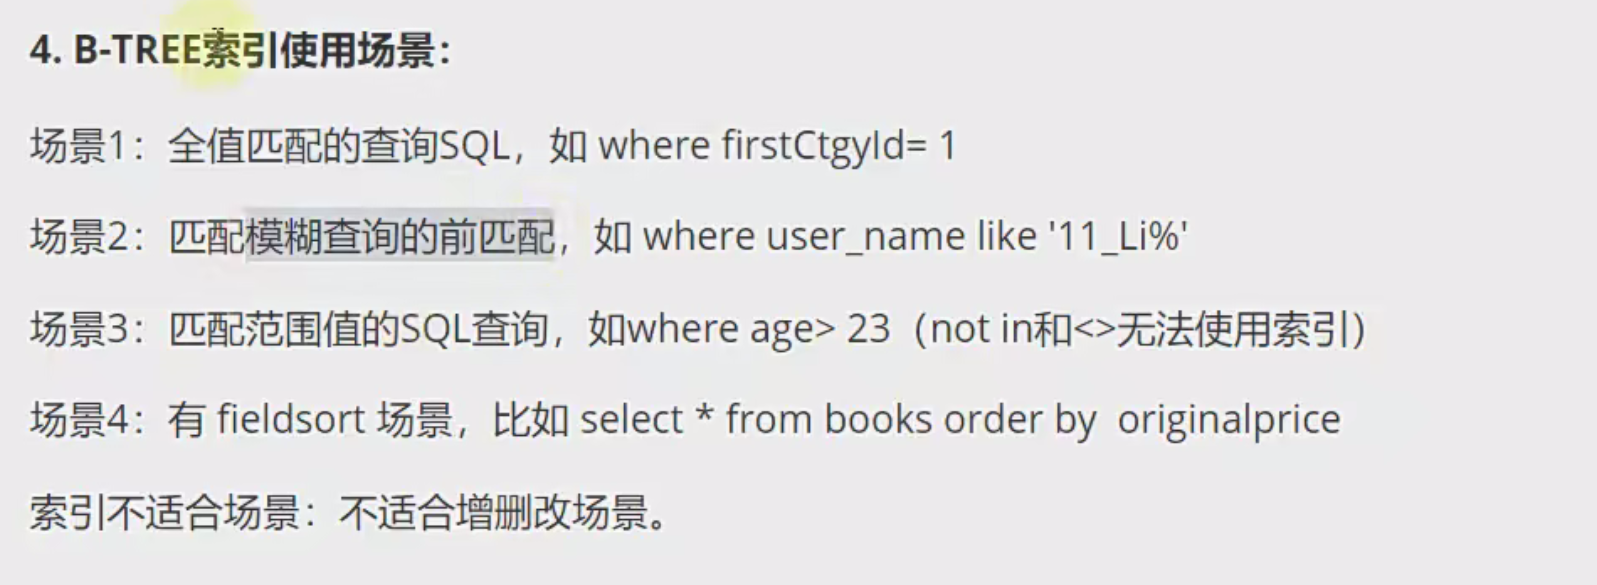 4. B-TREE索引使用场景：
场景1：全值匹配的查询SQL，如 where firstCtgyId= 1
场景2：匹配模糊查询的前匹配，如 where user_name like '11_Li%'
场景3：匹配范围值的SQL查询，如where age> 23（not in和<>无法使用索引）
场景4：有 fieldsort 场景，比如 select * from books order by  originalprice
索引不适合场景：不适合增删改场景。